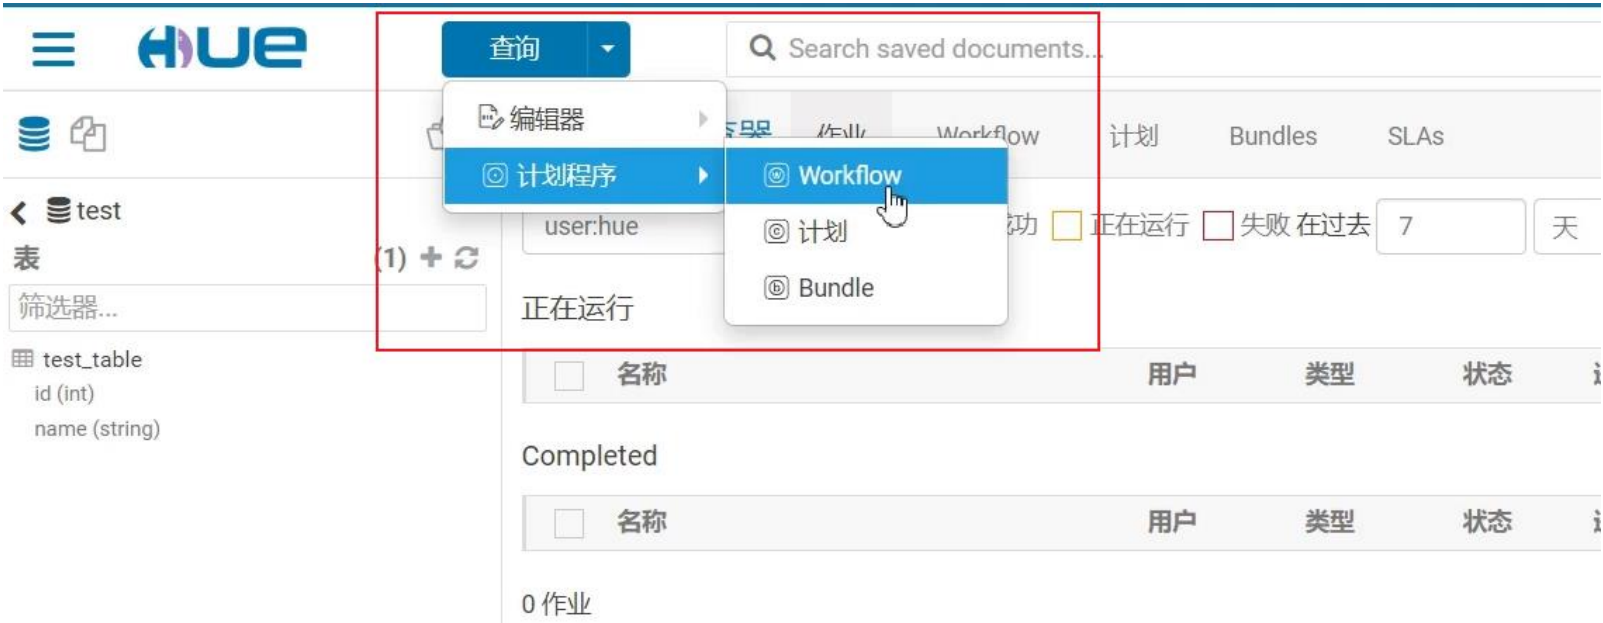 HUE 查询 Search saved documents...
编辑器 作业 Workflow 计划 Bundles SLAs
计划程序 Workflow
test user:hue 计划 成功 正在运行 失败 在过去 7 天
表 (1)
Bundle
筛选器... 正在运行
test_table
名称 用户 类型 状态
id (int)
name (string)
Completed
名称 用户 类型 状态
0 作业